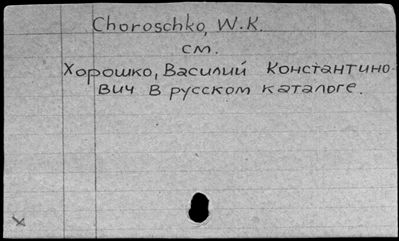 Choroschko, W.K.
см.
Хорошко, Василий Константино-
вич в русском каталоге.